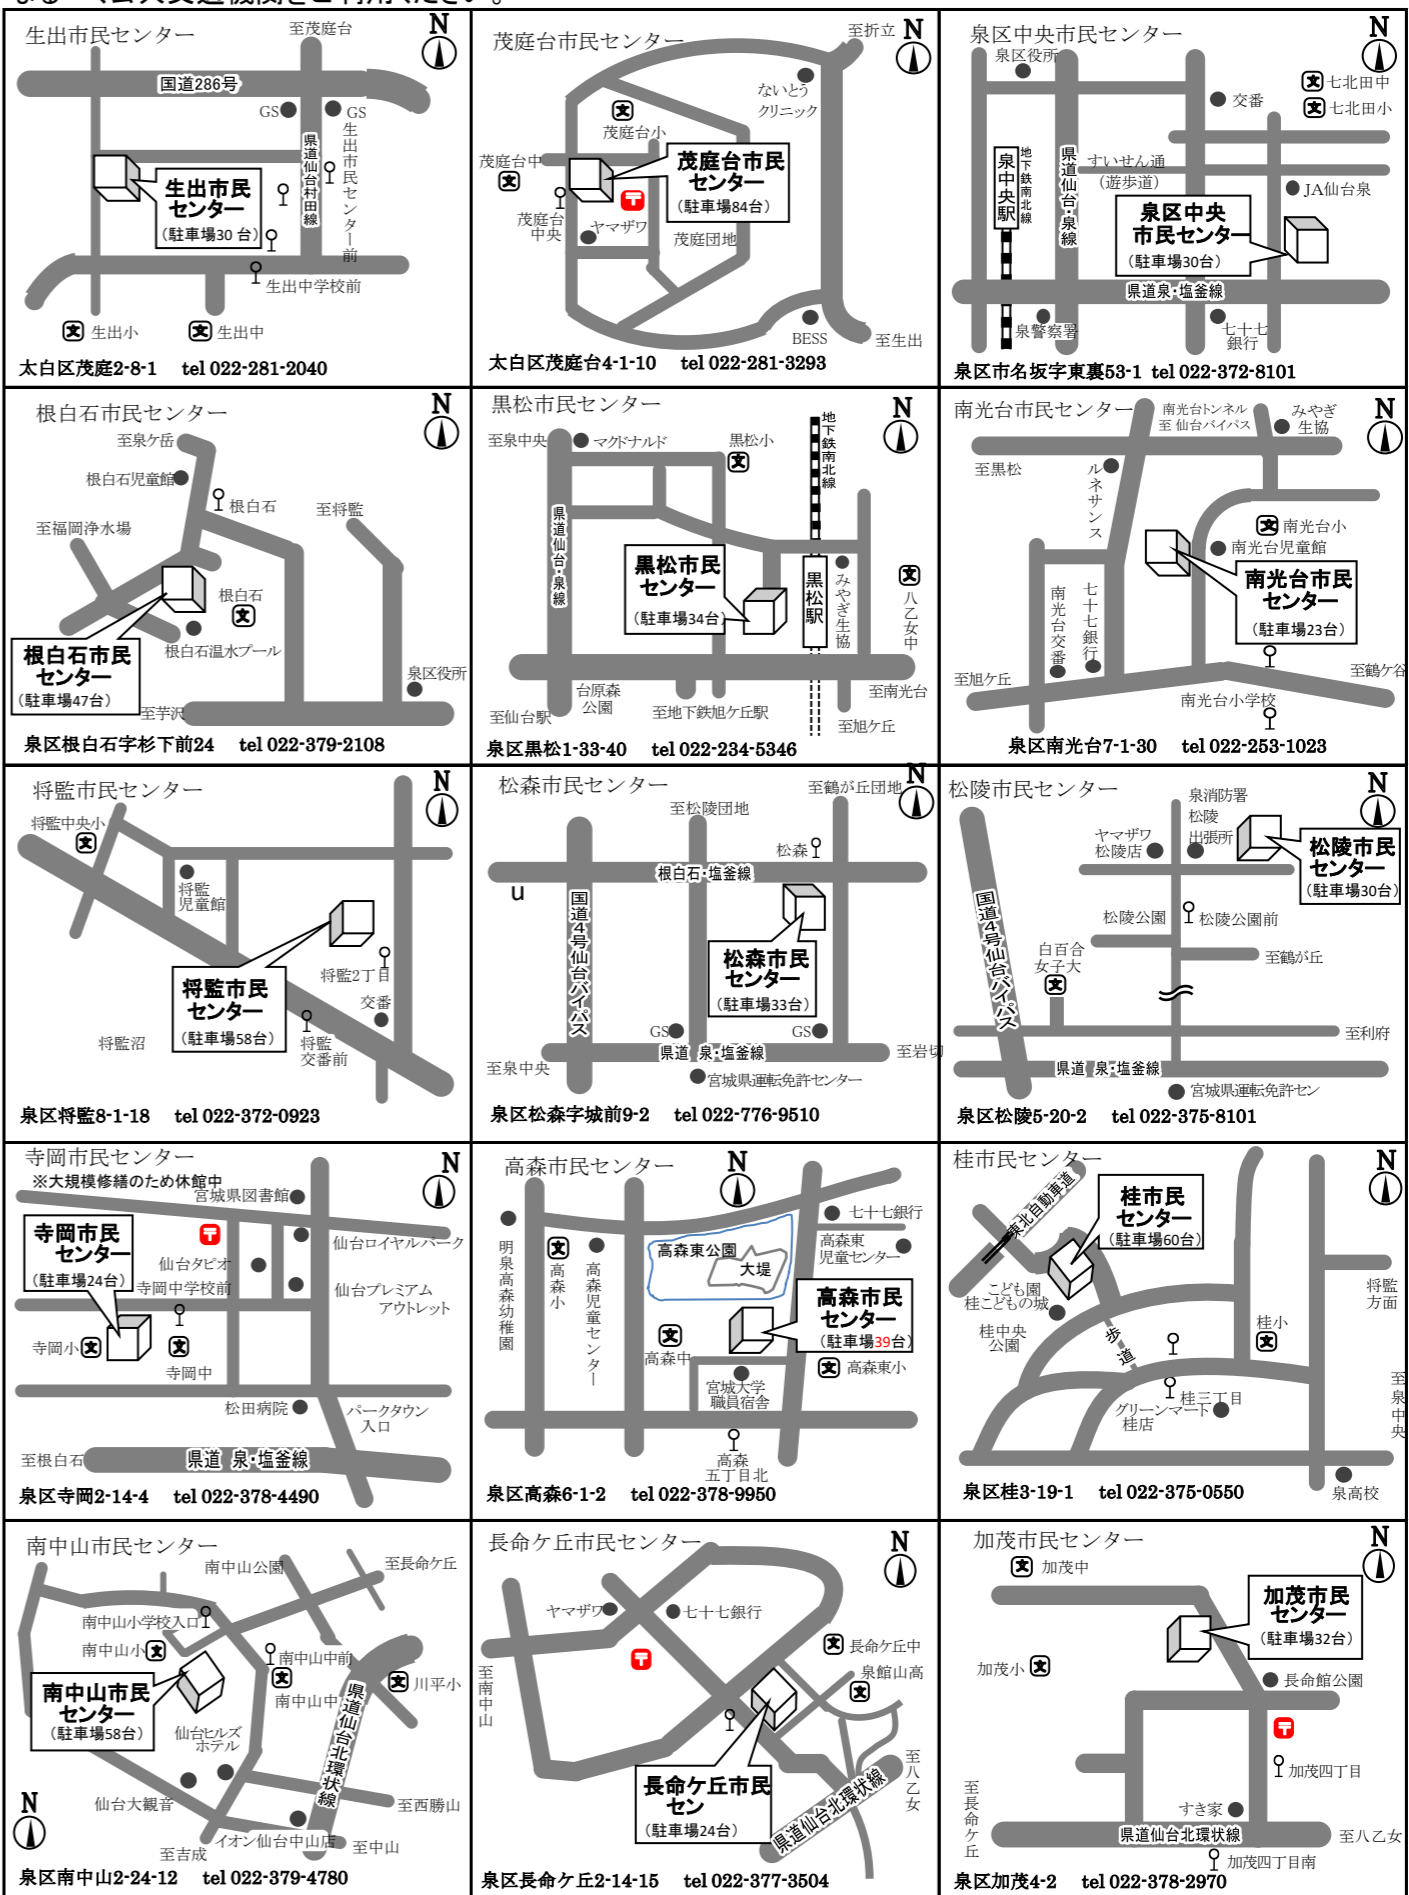 生出市民センター
至茂庭台
N
国道286号
GS
GS
県道仙台村田線
生出市民センター前
生出市民
センター
(駐車場30 台)
生出中学校前
文 生出小
文 生出中
太白区茂庭2-8-1 tel 022-281-2040
茂庭台市民センター
至折立
N
ないとう
クリニック
文
茂庭台小
茂庭台中
文
茂庭台市民
センター
(駐車場84台)
茂庭台
中央
ヤマザワ
茂庭団地
BESS
至生出
太白区茂庭台4-1-10 tel 022-281-3293
泉区中央市民センター
N
泉区役所
文 七北田中
交番
文 七北田小
泉中央駅
地下鉄南北線
県道仙台・泉線
すいせん通
(遊歩道)
JA仙台泉
泉区中央
市民センター
(駐車場30台)
県道泉・塩釜線
泉警察署
七十七
銀行
泉区市名坂字東裏53-1 tel 022-372-8101
根白石市民センター
N
至泉ケ岳
根白石児童館
根白石
至将監
至福岡浄水場
根白石
文
根白石温水プール
根白石市民
センター
(駐車場47台)
泉区役所
至芋沢
泉区根白石字杉下前24 tel 022-379-2108
黒松市民センター
N
至泉中央
マクドナルド
黒松小
文
地下鉄南北線
県道仙台・泉線
黒松市民
センター
(駐車場34台)
黒松駅
みやぎ生協
文
八乙女中
台原森
公園
至仙台駅
至地下鉄旭ケ丘駅
至南光台
至旭ケ丘
泉区黒松1-33-40 tel 022-234-5346
南光台市民センター
南光台トンネル
至 仙台バイパス
みやぎ
生協
N
至黒松
ルネサンス
文 南光台小
南光台児童館
南光台市民
センター
(駐車場23台)
南光台交番
七十七銀行
至旭ケ丘
至鶴ケ谷
南光台小学校
泉区南光台7-1-30 tel 022-253-1023
将監市民センター
N
将監中央小
文
将監
児童館
将監2丁目
将監市民
センター
(駐車場58台)
交番
将監沼
将監
交番前
泉区将監8-1-18 tel 022-372-0923
松森市民センター
至鶴が丘団地
N
至松陵団地
松森
根白石・塩釜線
u
国道4号仙台バイパス
松森市民
センター
(駐車場33台)
GS
GS
県道 泉・塩釜線
至泉中央
至岩切
宮城県運転免許センター
泉区松森字城前9-2 tel 022-776-9510
松陵市民センター
N
泉消防署
松陵
出張所
ヤマザワ
松陵店
松陵市民
センター
(駐車場30台)
国道4号仙台バイパス
松陵公園
松陵公園前
白百合
女子大
文
至鶴が丘
至利府
県道 泉・塩釜線
宮城県運転免許セン
泉区松陵5-20-2 tel 022-375-8101
寺岡市民センター
※大規模修繕のため休館中
N
宮城県図書館
寺岡市民
センター
(駐車場24台)
仙台ロイヤルパーク
仙台タピオ
寺岡中学校前
仙台プレミアム
アウトレット
寺岡小 文
文
寺岡中
松田病院
パークタウン
入口
至根白石
県道 泉・塩釜線
泉区寺岡2-14-4 tel 022-378-4490
高森市民センター
N
七十七銀行
高森東
児童センター
明泉高森幼稚園
文
高森小
高森児童センター
高森東公園
大堤
高森市民
センター
(駐車場39台)
文
高森中
文 高森東小
宮城大学
職員宿舎
高森
五丁目北
泉区高森6-1-2 tel 022-378-9950
桂市民センター
N
東北自動車道
桂市民
センター
(駐車場60台)
こども園
桂こどもの城
将監
方面
桂中央
公園
歩道
桂小
文
桂三丁目
グリーンマート
桂店
至泉中央
泉高校
泉区桂3-19-1 tel 022-375-0550
南中山市民センター
南中山公園
至長命ケ丘
南中山小学校入口
南中山小 文
南中山中前
文
南中山中
文 川平小
南中山市民
センター
(駐車場58台)
県道仙台北環状線
仙台ヒルズ
ホテル
仙台大観音
至西勝山
N
イオン仙台中山店
至吉成
至中山
泉区南中山2-24-12 tel 022-379-4780
長命ケ丘市民センター
N
ヤマザワ
七十七銀行
文 長命ケ丘中
泉館山高
文
至南中山
長命ケ丘市民
セン
(駐車場24台)
県道仙台北環状線
至八乙女
泉区長命ケ丘2-14-15 tel 022-377-3504
加茂市民センター
N
文 加茂中
加茂市民
センター
(駐車場32台)
加茂小 文
長命館公園
加茂四丁目
至長命ケ丘
すき家
県道仙台北環状線
至八乙女
加茂四丁目南
泉区加茂4-2 tel 022-378-2970